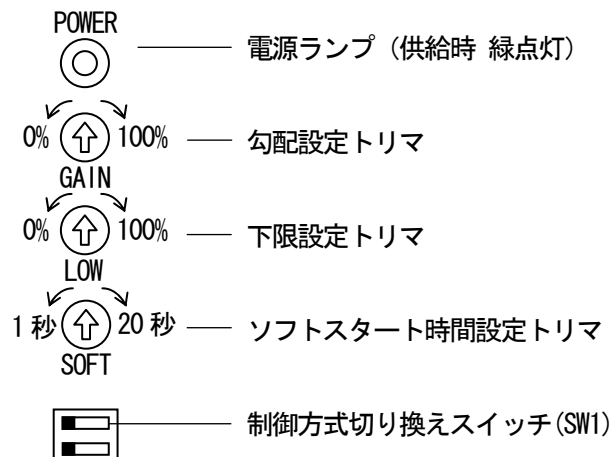 POWER
電源ランプ (供給時 緑点灯)
0% 100% 勾配設定トリマ
GAIN
0% 100% 下限設定トリマ
LOW
1秒 20秒 ソフトスタート時間設定トリマ
SOFT
制御方式切り換えスイッチ(SW1)